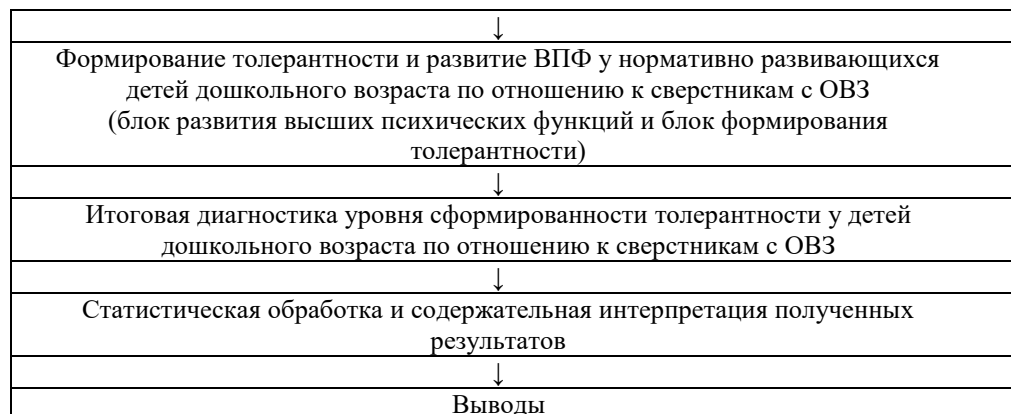 ↓
Формирование толерантности и развитие ВПФ у нормативно развивающихся
детей дошкольного возраста по отношению к сверстникам с ОВЗ
(блок развития высших психических функций и блок формирования
толерантности)
↓
Итоговая диагностика уровня сформированности толерантности у детей
дошкольного возраста по отношению к сверстникам с ОВЗ
↓
Статистическая обработка и содержательная интерпретация полученных
результатов
↓
Выводы